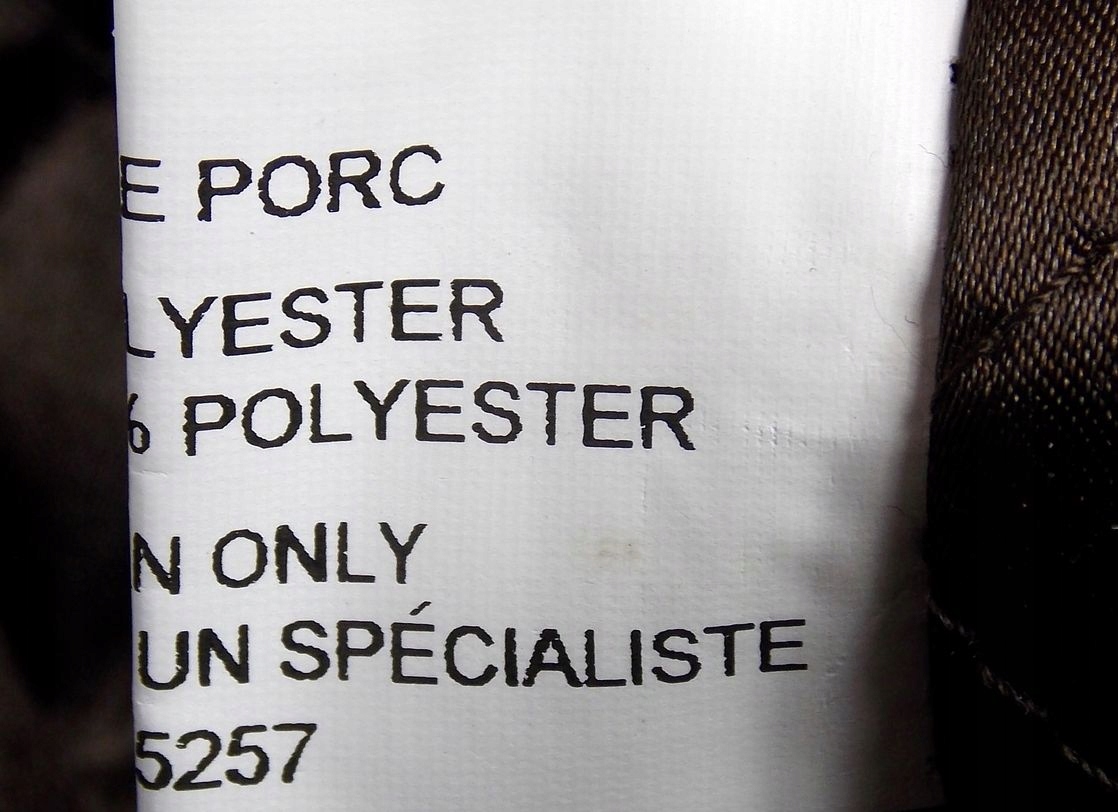 E PORC
LYESTER
% POLYESTER
N ONLY
UN SPÉCIALISTE
5257